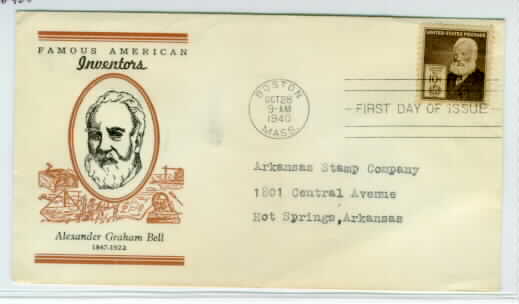 FAMOUS AMERICAN
Inventors
Alexander Graham Bell
1847-1922
BOSTON
OCT 28
9-AM
1940
MASS.
UNITED STATES POSTAGE
10¢
FIRST DAY OF ISSUE
Arkansas Stamp Company
1801 Central Avenue
Hot Springs,Arkansas